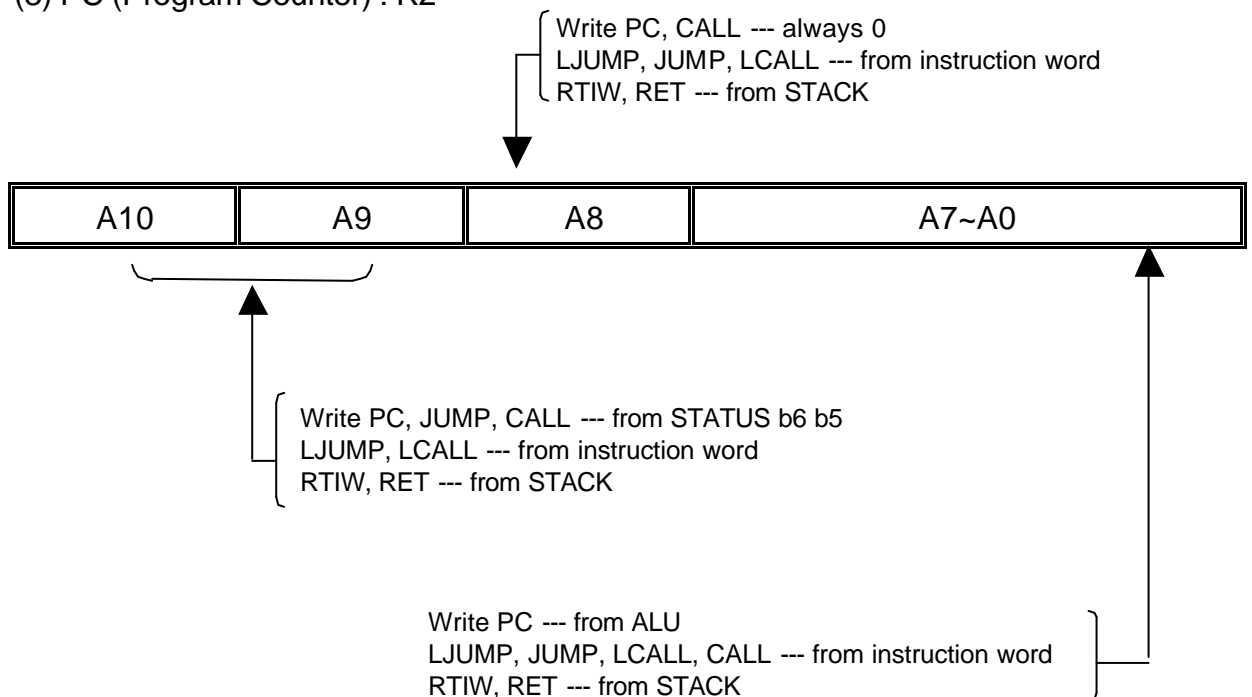 (Program Counter) : R2
Write PC, CALL --- always 0
LJUMP, JUMP, LCALL --- from instruction word
RTIW, RET --- from STACK
A10 A9 A8 A7~A0
Write PC, JUMP, CALL --- from STATUS b6 b5
LJUMP, LCALL --- from instruction word
RTIW, RET --- from STACK
Write PC --- from ALU
LJUMP, JUMP, LCALL, CALL --- from instruction word
RTIW, RET --- from STACK